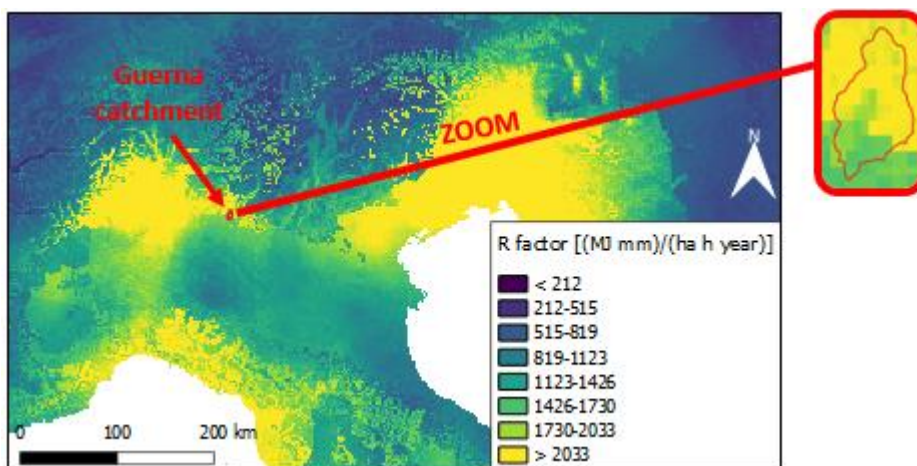 Guerna
catchment
ZOOM
N
R factor [(MJ mm)/(ha h year)]
< 212
212-515
515-819
819-1123
1123-1426
1426-1730
1730-2033
> 2033
0 100 200 km